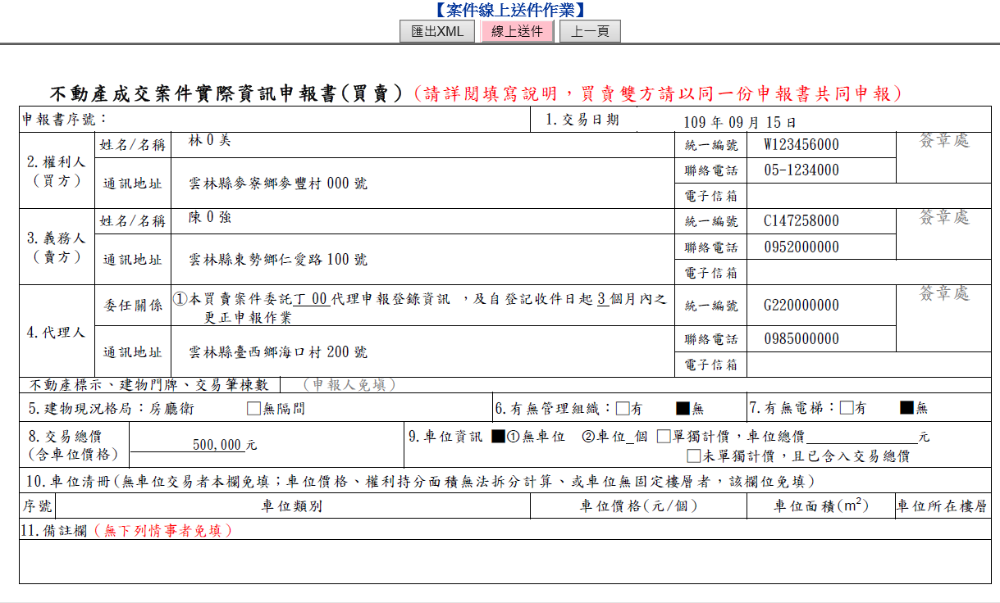 【案件線上送件作業】
匯出XML 線上送件 上一頁
不動產成交案件實際資訊申報書(買賣)(請詳閱填寫說明，買賣雙方請以同一份申報書共同申報)
申報書序號： 1.交易日期 109 年 09 月 15 日
2.權利人(買方) 姓名/名稱 林０美 統一編號 W123456000 簽章處
通訊地址 雲林縣麥寮鄉麥豐村 000 號 聯絡電話 05-1234000
電子信箱
3.義務人(賣方) 姓名/名稱 陳０強 統一編號 C147258000 簽章處
通訊地址 雲林縣東勢鄉仁愛路 100 號 聯絡電話 0952000000
電子信箱
4.代理人 委任關係 ①本買賣案件委託丁 00 代理申報登錄資訊 ，及自登記收件日起 3 個月內之
更正申報作業 統一編號 G220000000 簽章處
通訊地址 雲林縣臺西鄉海口村 200 號 聯絡電話 0985000000
電子信箱
不動產標示、建物門牌、交易筆棟數 (申報人免填)
5.建物現況格局：房廳衛 □無隔間 6.有無管理組織：□有 ■無 7.有無電梯：□有 ■無
8.交易總價
(含車位價格) 500,000 元 9.車位資訊 ■①無車位 ②車位_個 □單獨計價，車位總價_____元
□未單獨計價，且已含入交易總價
10.車位清冊(無車位交易者本欄免填；車位價格、權利持分面積無法拆分計算、或車位無固定樓層者，該欄位免填)
序號 車位類別 車位價格(元/個) 車位面積(m²) 車位所在樓層
11.備註欄(無下列情事者免填)